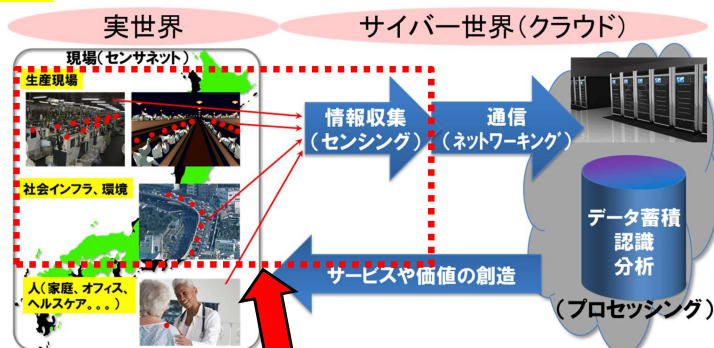 実世界
サイバー世界(クラウド)
現場(センサネット)
生産現場
情報収集
(センシング)
通信
(ネットワーキング)
社会インフラ、環境
データ蓄積
認識
分析
人(家庭、オフィス、
ヘルスケア。。。)
サービスや価値の創造
(プロセッシング)